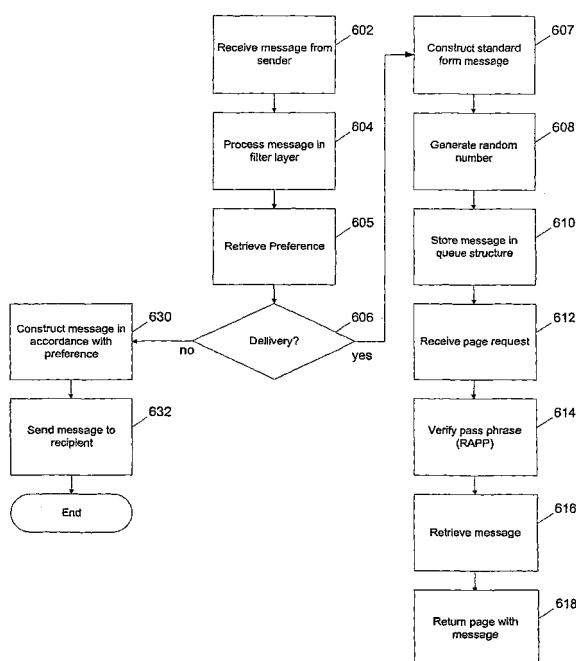 602
Receive message from
sender
604
Process message in
filter layer
605
Retrieve Preference
606
Dellivery?
no
yes
630
Construct message in
accordance with
preference
632
Send message to
recipient
End
607
Construct standard
form message
608
Generate random
number
610
Store message in
queue structure
612
Receive page request
614
Verify pass phrase
(RAPP)
616
Retrieve message
618
Return page with
message